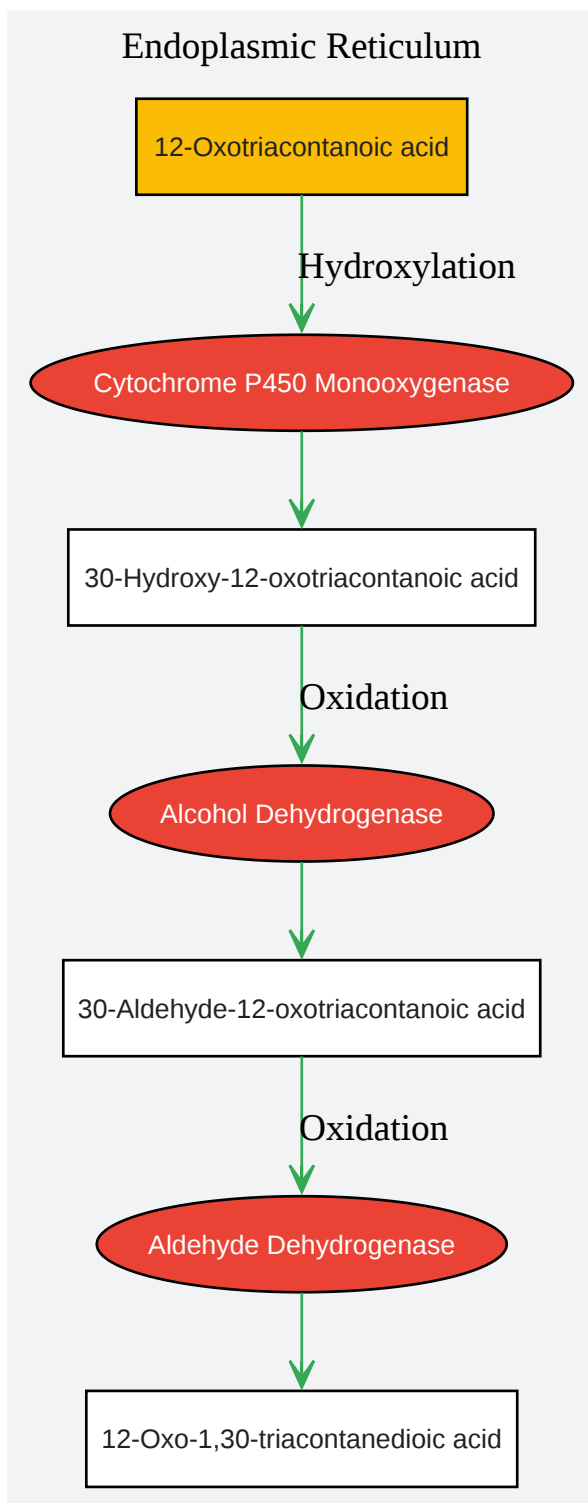 Endoplasmic Reticulum
12-Oxotriacontanoic acid
Hydroxylation
Cytochrome P450 Monooxygenase
30-Hydroxy-12-oxotriacontanoic acid
Oxidation
Alcohol Dehydrogenase
30-Aldehyde-12-oxotriacontanoic acid
Oxidation
Aldehyde Dehydrogenase
12-Oxo-1,30-triacontanedioic acid